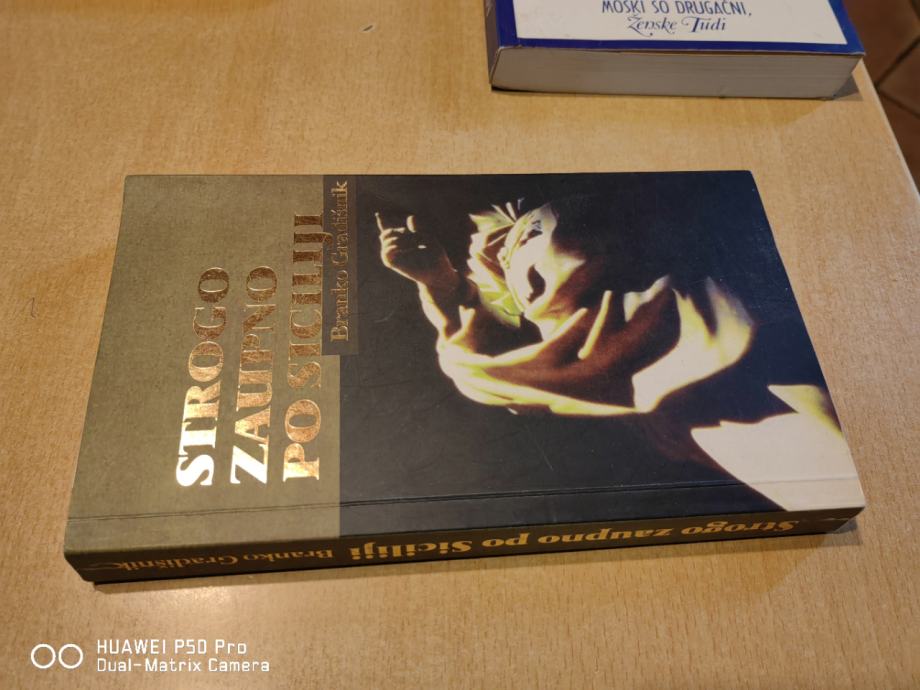 MOŠKI SO DRUGAČNI,
Ženske Tudi
STROGO
ZAUPNO
PO SICILIJI
Branko Gradišnik
Strogo zaupno po Siciliji
Branko Gradišnik
HUAWEI P50 Pro
Dual-Matrix Camera